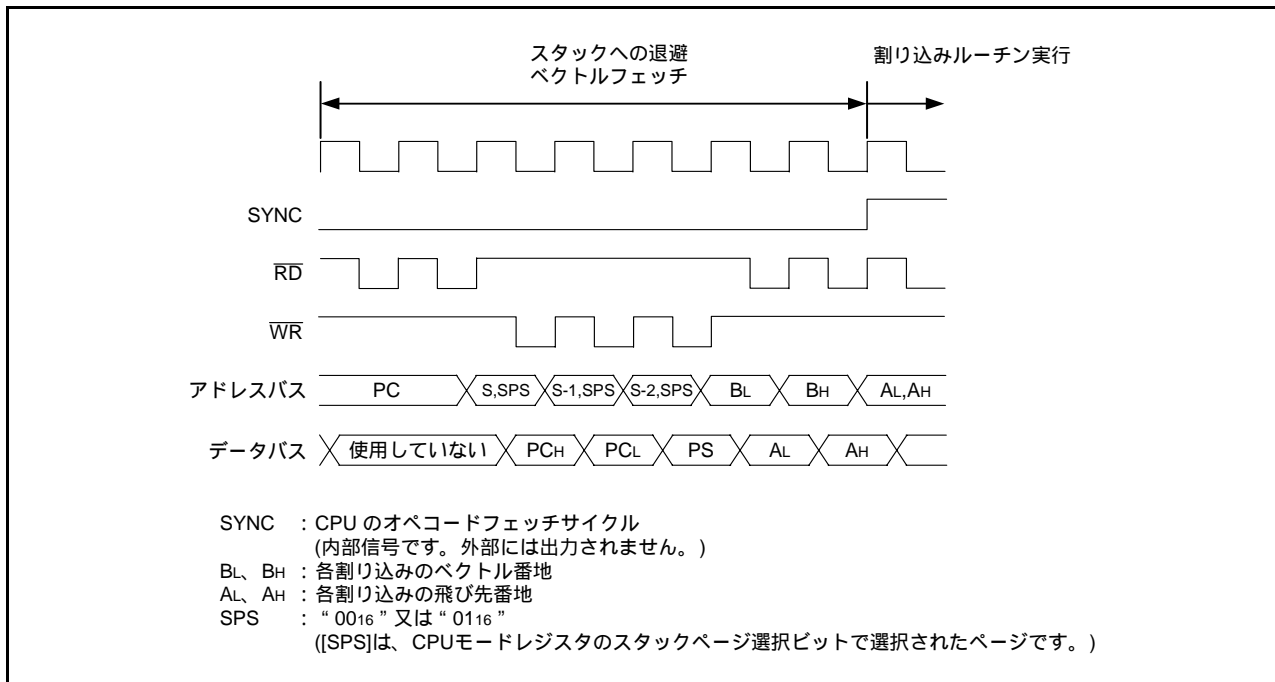 スタックへの退避
ベクトルフェッチ
割り込みルーチン実行
SYNC
RD
WR
アドレスバス PC S,SPS S-1,SPS S-2,SPS BL BH AL,AH
データバス 使用していない PCH PCL PS AL AH
SYNC : CPU のオペコードフェッチサイクル
(内部信号です。外部には出力されません。)
BL、BH : 各割り込みのベクトル番地
AL、AH : 各割り込みの飛び先番地
SPS : “ 0016 ” 又は “ 0116 ”
([SPS]は、CPUモードレジスタのスタックページ選択ビットで選択されたページです。)